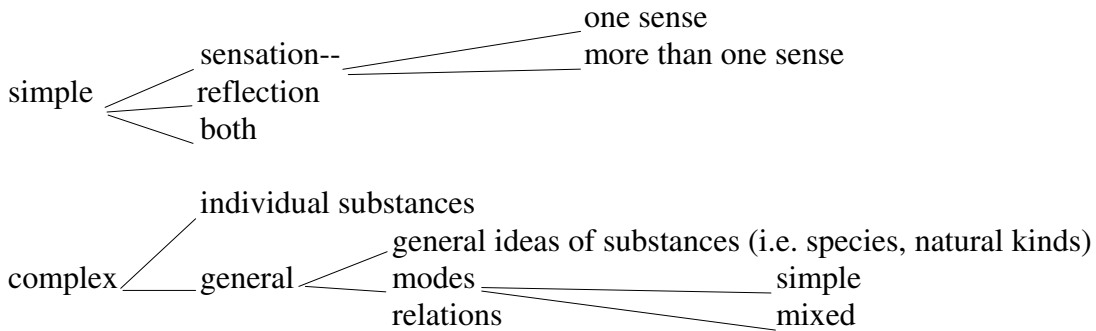 one sense
sensation-- more than one sense
simple reflection
both
individual substances
general ideas of substances (i.e. species, natural kinds)
complex general modes simple
relations mixed